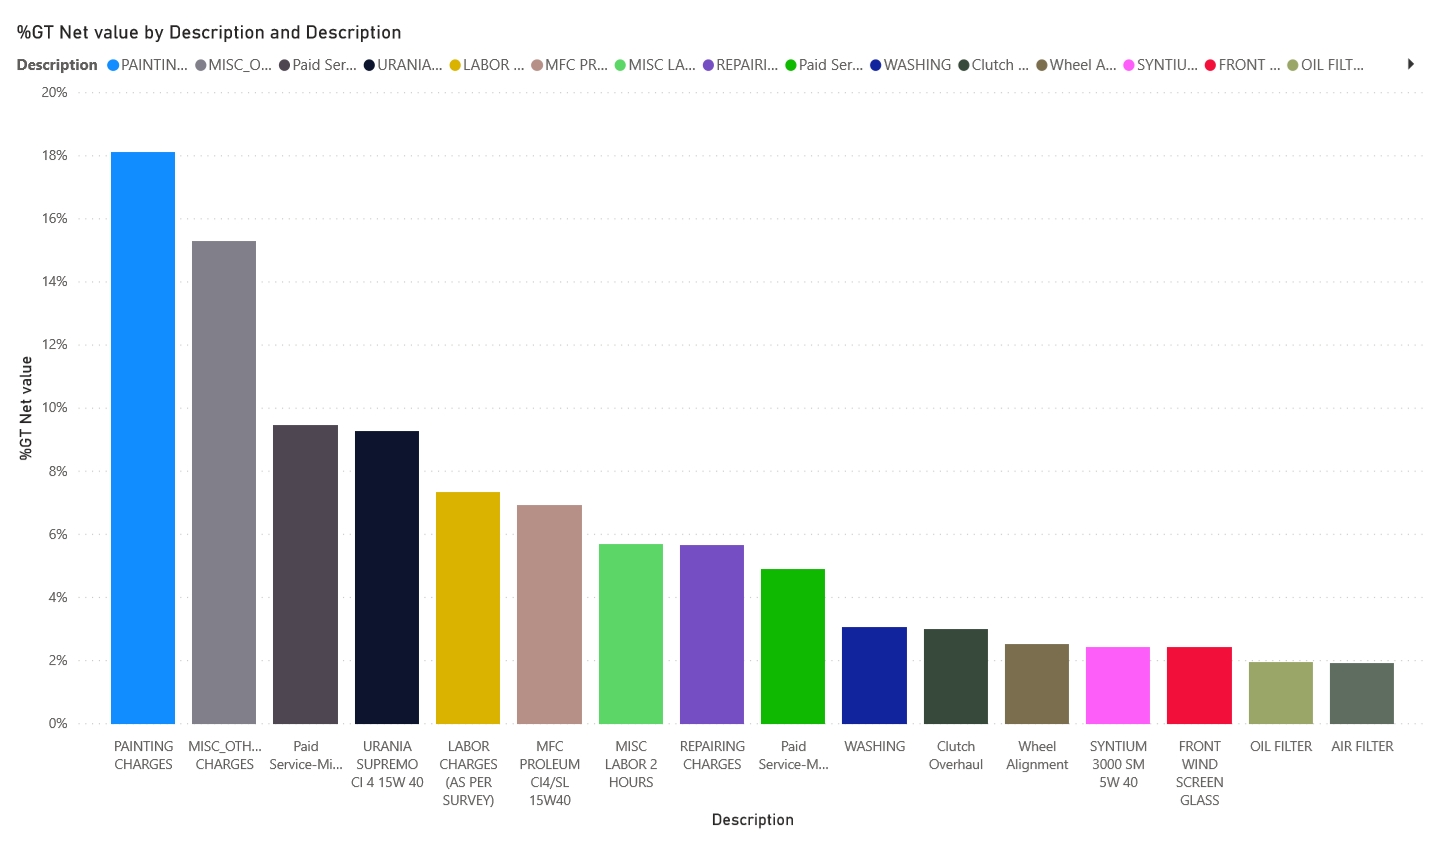 %GT Net value by Description and Description
Description PAINTIN... MISC_O... Paid Ser... URANIA... LABOR ... MFC PR... MISC LA... REPAIRI... Paid Ser... WASHING Clutch ... Wheel A... SYNTIU... FRONT ... OIL FILT...
20%
18%
16%
14%
12%
10%
8%
6%
4%
2%
0%
%GT Net value
PAINTING
CHARGES
MISC_OTH...
CHARGES
Paid
Service-Mi...
URANIA
SUPREMO
CI 4 15W 40
LABOR
CHARGES
(AS PER
SURVEY)
MFC
PROLEUM
CI4/SL
15W40
MISC
LABOR 2
HOURS
REPAIRING
CHARGES
Paid
Service-M...
WASHING
Clutch
Overhaul
Wheel
Alignment
SYNTIUM
3000 SM
5W 40
FRONT
WIND
SCREEN
GLASS
OIL FILTER
AIR FILTER
Description